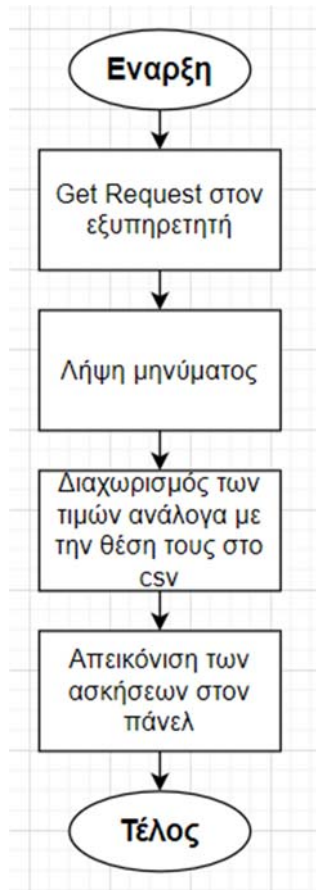 Εναρξη
Get Request στον
εξυπηρετητή
Λήψη μηνύματος
Διαχωρισμός των
τιμών ανάλογα με
την θέση τους στο
csv
Απεικόνιση των
ασκήσεων στον
πάνελ
Τέλος